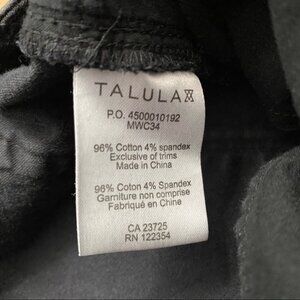 TALULA
P.O. 4500010192
MWC34
96% Cotton 4% spandex
Exclusive of trims
Made in China
96% Coton 4% Spandex
Garniture non comprise
Fabriqué en Chine
CA 23725
RN 122354